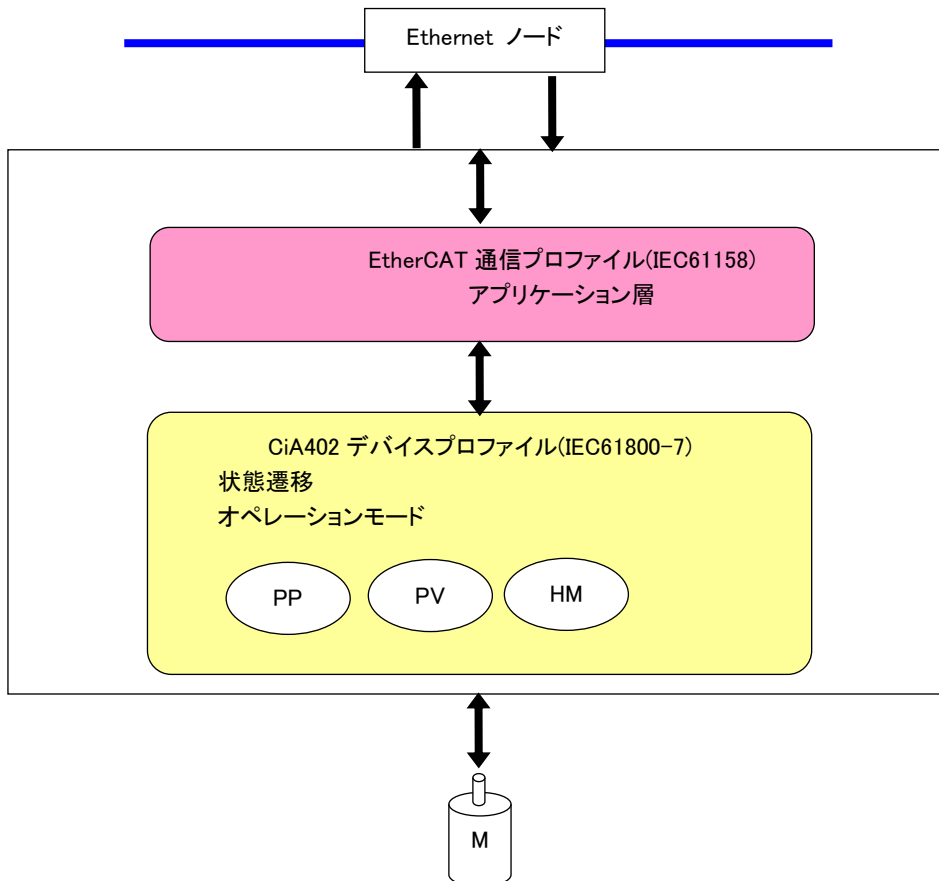 Ethernet ノード
EtherCAT 通信プロファイル(IEC61158)
アプリケーション層
CiA402 デバイスプロファイル(IEC61800-7)
状態遷移
オペレーションモード
PP
PV
HM
M